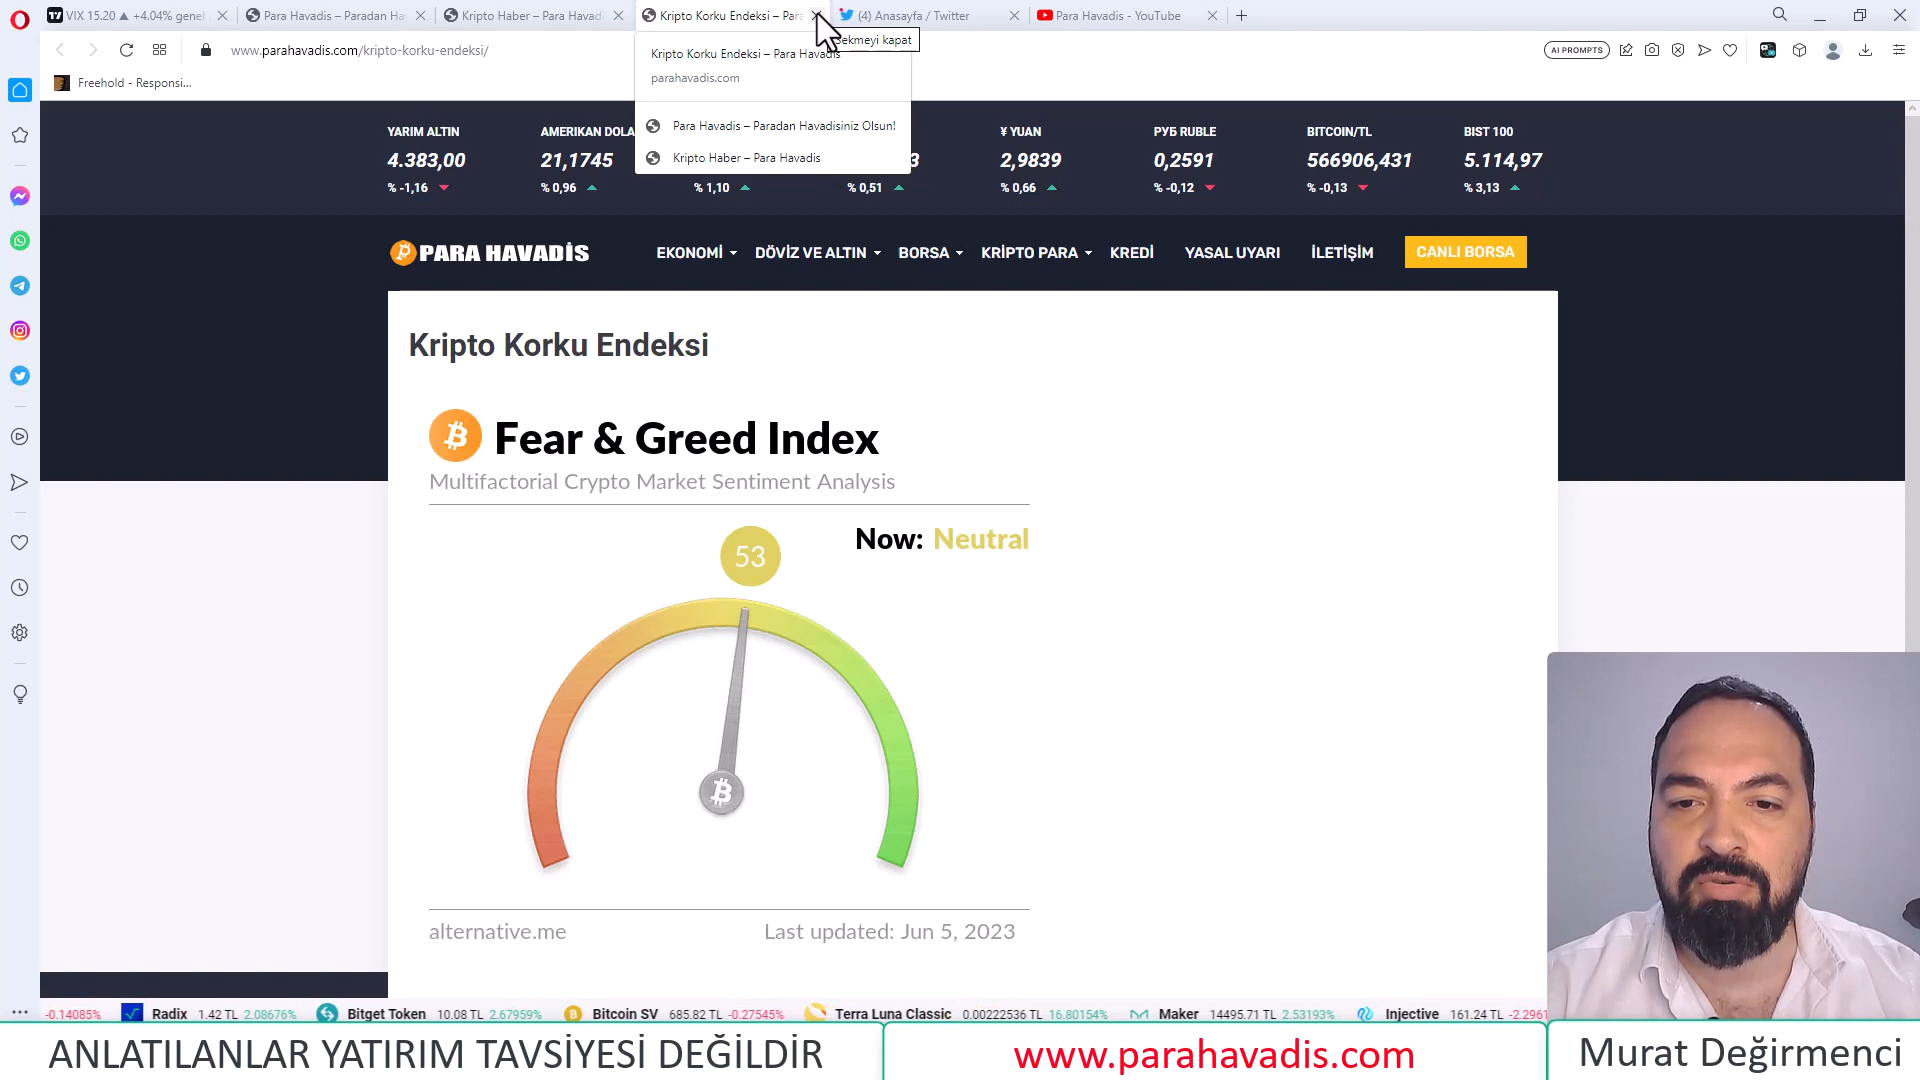 VIX 15.20 ▲ +4.04% genel
Para Havadis – Paradan Ha
Kripto Haber – Para Havadi
Kripto Korku Endeksi – Para
(4) Anasayfa / Twitter
Para Havadis - YouTube
www.parahavadis.com/kripto-korku-endeksi/
AI PROMPTS
Sekmeyi kapat
Kripto Korku Endeksi – Para Havadis
parahavadis.com
Para Havadis – Paradan Havadisiniz Olsun!
Kripto Haber – Para Havadis
Freehold - Responsi...
YARIM ALTIN
4.383,00
% -1,16
AMERIKAN DOLA
21,1745
% 0,96
% 1,10
3
% 0,51
¥ YUAN
2,9839
% 0,66
РУБ RUBLE
0,2591
% -0,12
BITCOIN/TL
566906,431
% -0,13
BIST 100
5.114,97
% 3,13
PARA HAVADİS
EKONOMİ
DÖVİZ VE ALTIN
BORSA
KRİPTO PARA
KREDİ
YASAL UYARI
İLETİŞİM
CANLI BORSA
Kripto Korku Endeksi
Fear & Greed Index
Multifactorial Crypto Market Sentiment Analysis
Now: Neutral
53
alternative.me
Last updated: Jun 5, 2023
-0.14085% Radix 1.42 TL 2.08676% Bitget Token 10.08 TL 2.67959% Bitcoin SV 685.82 TL -0.27545% Terra Luna Classic 0.00222536 TL 16.80154% Maker 14495.71 TL 2.53193% Injective 161.24 TL -2.2961
ANLATILANLAR YATIRIM TAVSİYESİ DEĞİLDİR
www.parahavadis.com
Murat Değirmenci